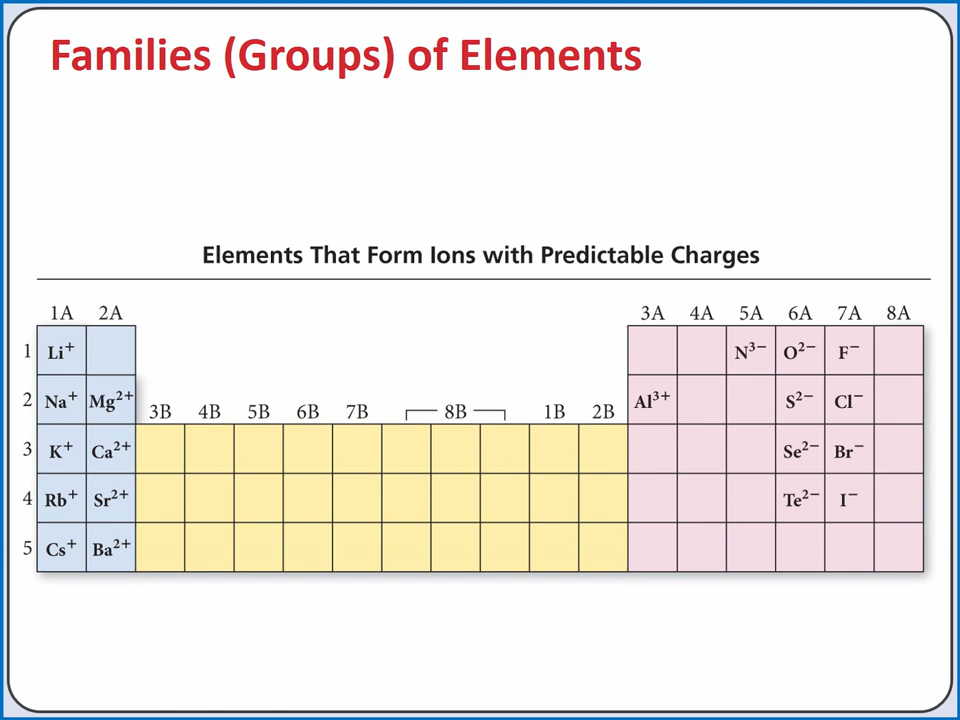 Families (Groups) of Elements
Elements That Form Ions with Predictable Charges
1A 2A 3A 4A 5A 6A 7A 8A
1 Li⁺ N³⁻ O²⁻ F⁻
2 Na⁺ Mg²⁺ 3B 4B 5B 6B 7B 8B 1B 2B Al³⁺ S²⁻ Cl⁻
3 K⁺ Ca²⁺ Se²⁻ Br⁻
4 Rb⁺ Sr²⁺ Te²⁻ I⁻
5 Cs⁺ Ba²⁺